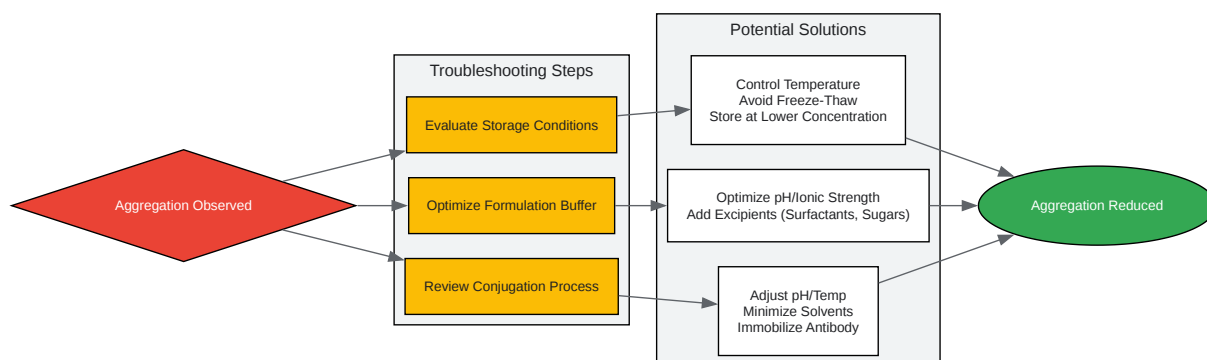 Potential Solutions
Troubleshooting Steps
Control Temperature
Avoid Freeze-Thaw
Store at Lower Concentration
Evaluate Storage Conditions
Aggregation Observed
Optimize Formulation Buffer
Optimize pH/Ionic Strength
Add Excipients (Surfactants, Sugars)
Aggregation Reduced
Review Conjugation Process
Adjust pH/Temp
Minimize Solvents
Immobilize Antibody